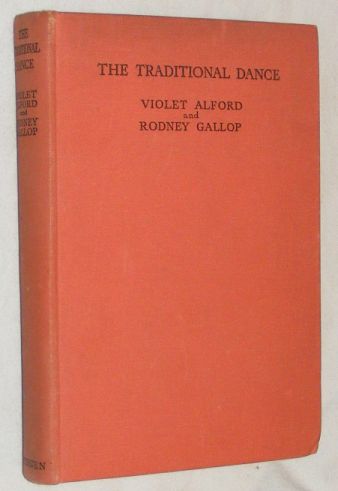 THE
TRADITIONAL
DANCE
VIOLET
ALFORD
and
RODNEY
GALLOP
THE TRADITIONAL DANCE
VIOLET ALFORD
and
RODNEY GALLOP